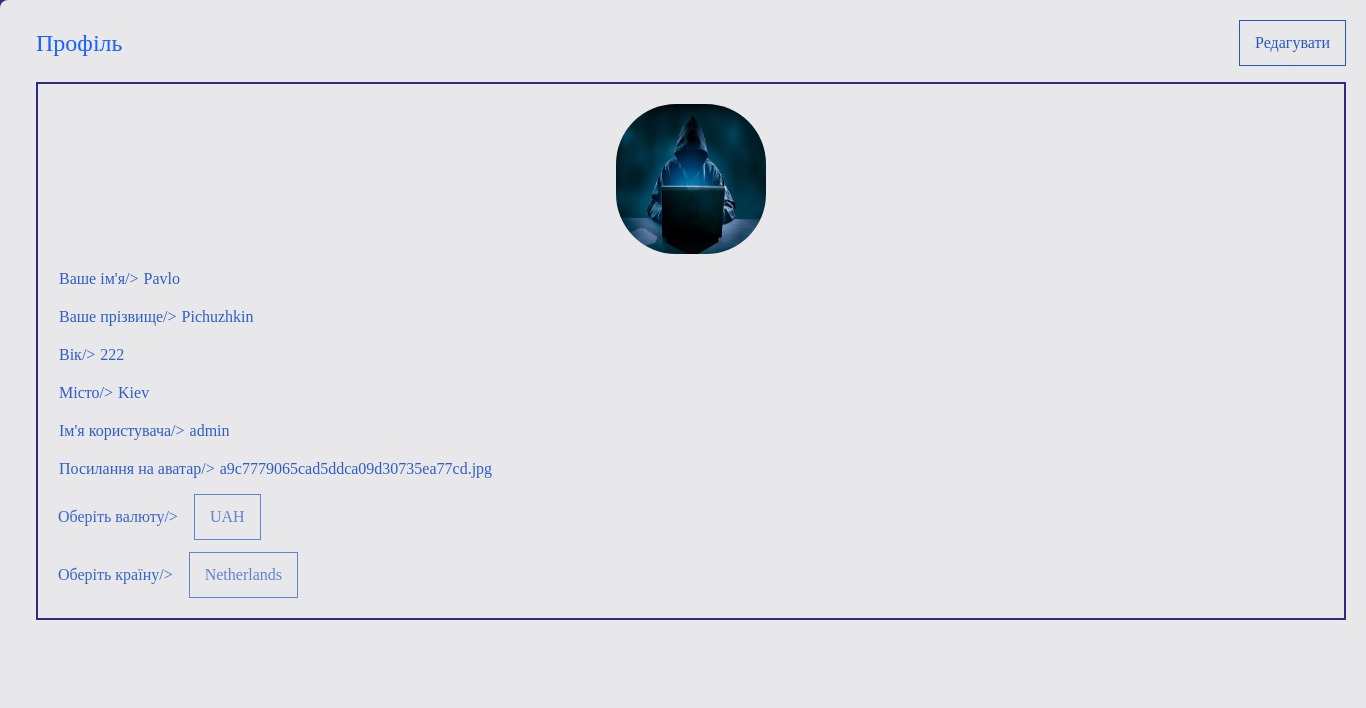 Профіль
Редагувати
Ваше ім'я/> Pavlo
Ваше прізвище/> Pichuzhkin
Вік/> 222
Місто/> Kiev
Ім'я користувача/> admin
Посилання на аватар/> a9c7779065cad5ddca09d30735ea77cd.jpg
Оберіть валюту/> UAH
Оберіть країну/> Netherlands